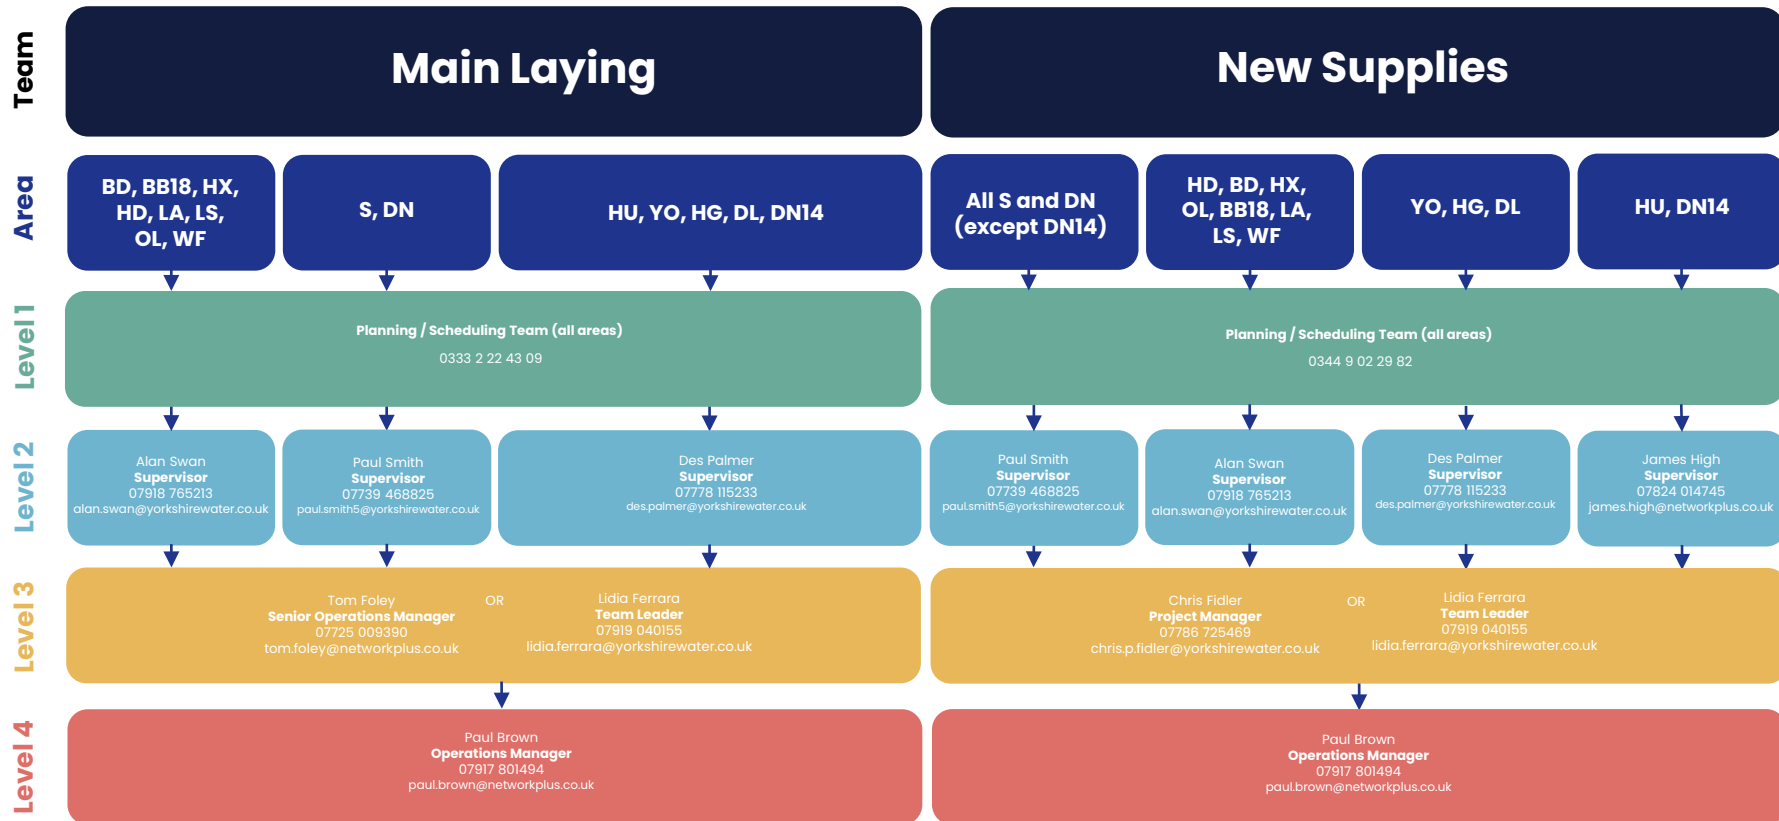 Team
Main Laying
New Supplies
Area
BD, BB18, HX,
HD, LA, LS,
OL, WF
S, DN
HU, YO, HG, DL, DN14
All S and DN
(except DN14)
HD, BD, HX,
OL, BB18, LA,
LS, WF
YO, HG, DL
HU, DN14
Level 1
Planning / Scheduling Team (all areas)
0333 2 22 43 09
Planning / Scheduling Team (all areas)
0344 9 02 29 82
Level 2
Alan Swan
Supervisor
07918 765213
alan.swan@yorkshirewater.co.uk
Paul Smith
Supervisor
07739 468825
paul.smith5@yorkshirewater.co.uk
Des Palmer
Supervisor
07778 115233
des.palmer@yorkshirewater.co.uk
Paul Smith
Supervisor
07739 468825
paul.smith5@yorkshirewater.co.uk
Alan Swan
Supervisor
07918 765213
alan.swan@yorkshirewater.co.uk
Des Palmer
Supervisor
07778 115233
des.palmer@yorkshirewater.co.uk
James High
Supervisor
07824 014745
james.high@networkplus.co.uk
Level 3
Tom Foley
Senior Operations Manager
07725 009390
tom.foley@networkplus.co.uk
OR
Lidia Ferrara
Team Leader
07919 040155
lidia.ferrara@yorkshirewater.co.uk
Chris Fidler
Project Manager
07786 725469
chris.p.fidler@yorkshirewater.co.uk
OR
Lidia Ferrara
Team Leader
07919 040155
lidia.ferrara@yorkshirewater.co.uk
Level 4
Paul Brown
Operations Manager
07917 801494
paul.brown@networkplus.co.uk
Paul Brown
Operations Manager
07917 801494
paul.brown@networkplus.co.uk